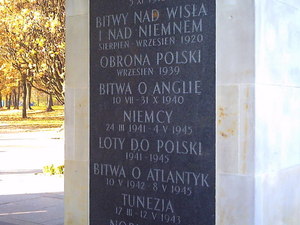 BITWY NAD WISŁĄ
I NAD NIEMNEM
SIERPIEŃ-WRZESIEŃ 1920
OBRONA POLSKI
WRZESIEŃ 1939
BITWA O ANGLIĘ
10 VII - 31 X 1940
NIEMCY
24 III 1941 - 4 V 1945
LOTY DO POLSKI
1941-1945
BITWA O ATLANTYK
10 V 1942 - 8 V 1945
TUNEZJA
17 III - 12 V 1943